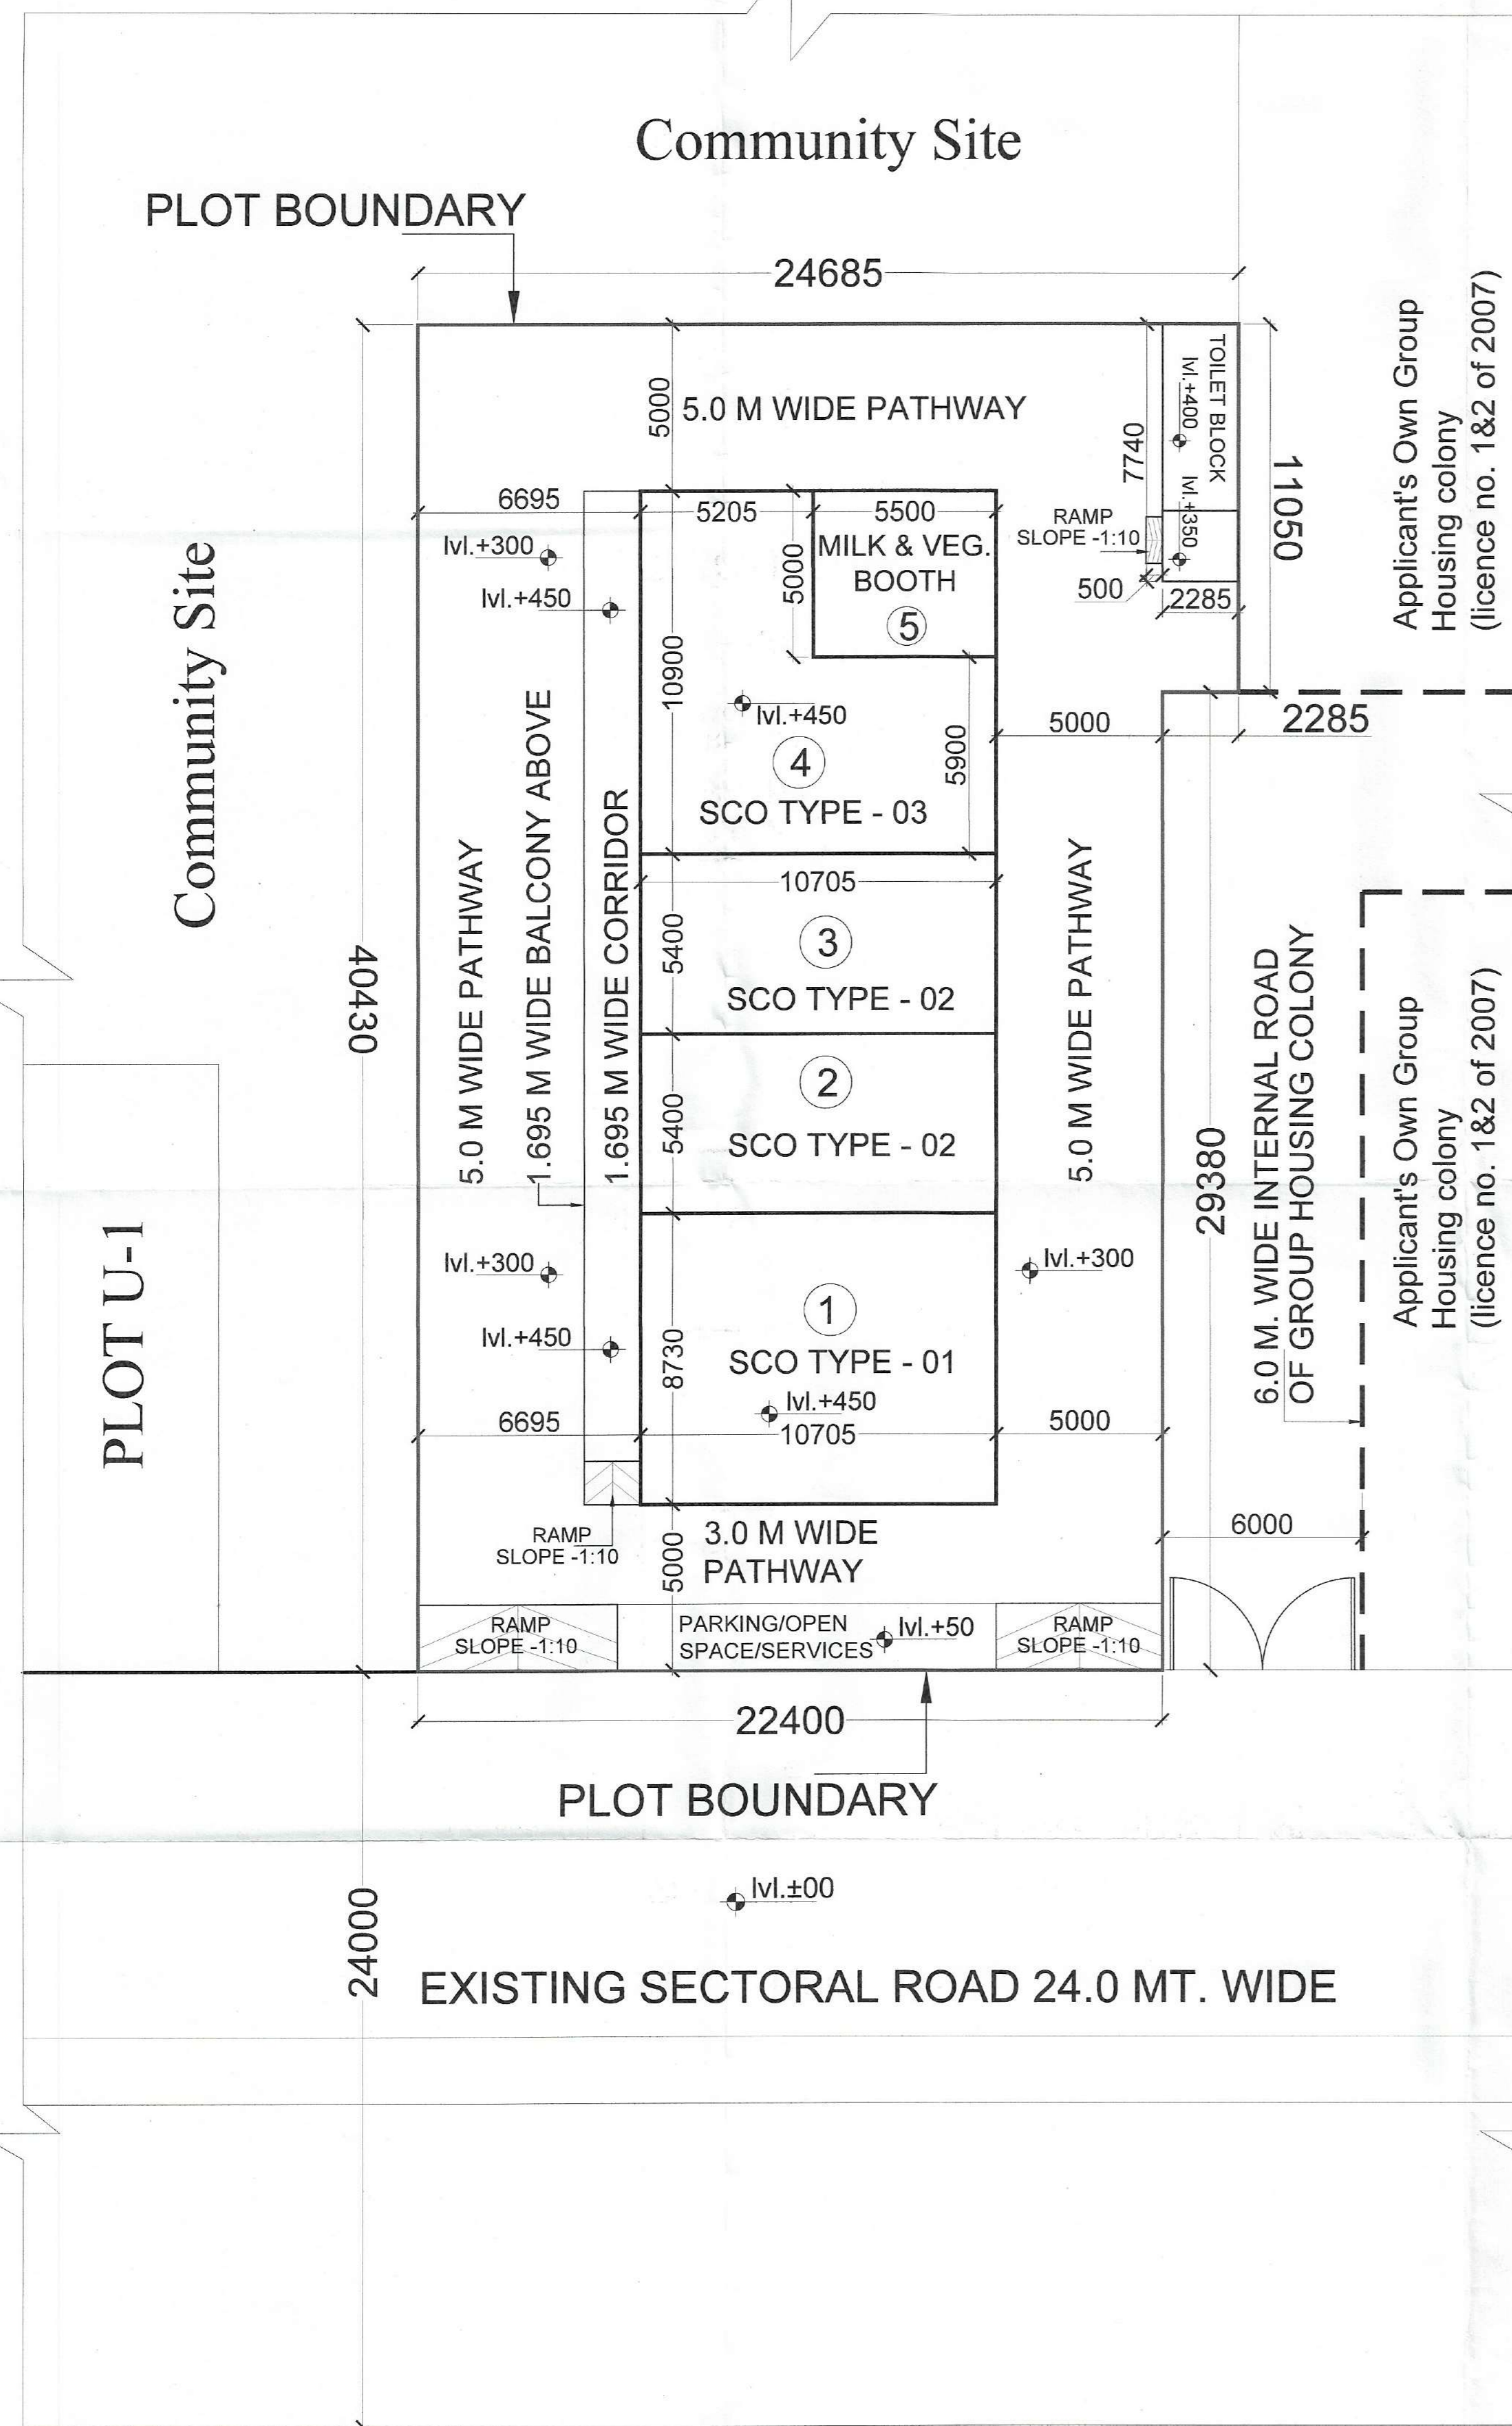 Community Site
PLOT BOUNDARY
24685
5000
5.0 M WIDE PATHWAY
7740
TOILET BLOCK
lvl.+400
lvl.+350
11050
Applicant's Own Group
Housing colony
(licence no. 1&2 of 2007)
6695
5205
5500
lvl.+300
lvl.+450
5000
MILK & VEG.
BOOTH
5
RAMP
SLOPE -1:10
500
2285
Community Site
10900
lvl.+450
4
SCO TYPE - 03
5900
5000
2285
40430
5.0 M WIDE PATHWAY
1.695 M WIDE BALCONY ABOVE
1.695 M WIDE CORRIDOR
10705
5400
3
SCO TYPE - 02
5.0 M WIDE PATHWAY
5400
2
SCO TYPE - 02
29380
6.0 M. WIDE INTERNAL ROAD
OF GROUP HOUSING COLONY
Applicant's Own Group
Housing colony
(licence no. 1&2 of 2007)
PLOT U-1
lvl.+300
lvl.+450
8730
1
SCO TYPE - 01
lvl.+450
lvl.+300
6695
10705
5000
RAMP
SLOPE -1:10
5000
3.0 M WIDE
PATHWAY
6000
RAMP
SLOPE -1:10
PARKING/OPEN
SPACE/SERVICES
lvl.+50
RAMP
SLOPE -1:10
22400
PLOT BOUNDARY
24000
lvl.±00
EXISTING SECTORAL ROAD 24.0 MT. WIDE